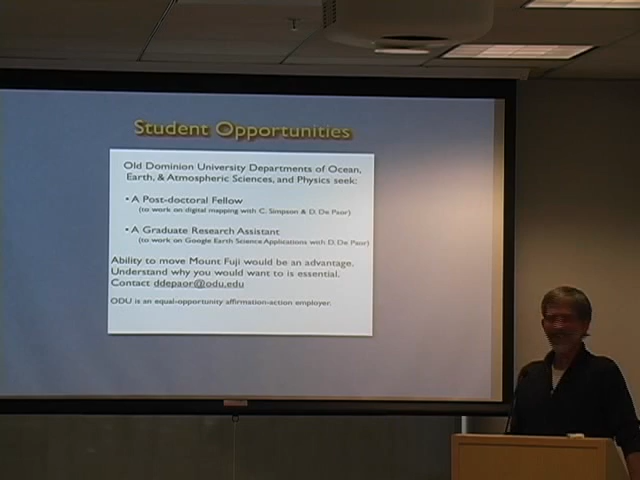 Student Opportunities
Old Dominion University Departments of Ocean,
Earth, & Atmospheric Sciences, and Physics seek:
• A Post-doctoral Fellow
(to work on digital mapping with C. Simpson & D. De Paor)
• A Graduate Research Assistant
(to work on Google Earth Science Applications with D. De Paor)
Ability to move Mount Fuji would be an advantage.
Understand why you would want to is essential.
Contact ddepaor@odu.edu
ODU is an equal-opportunity affirmation-action employer.